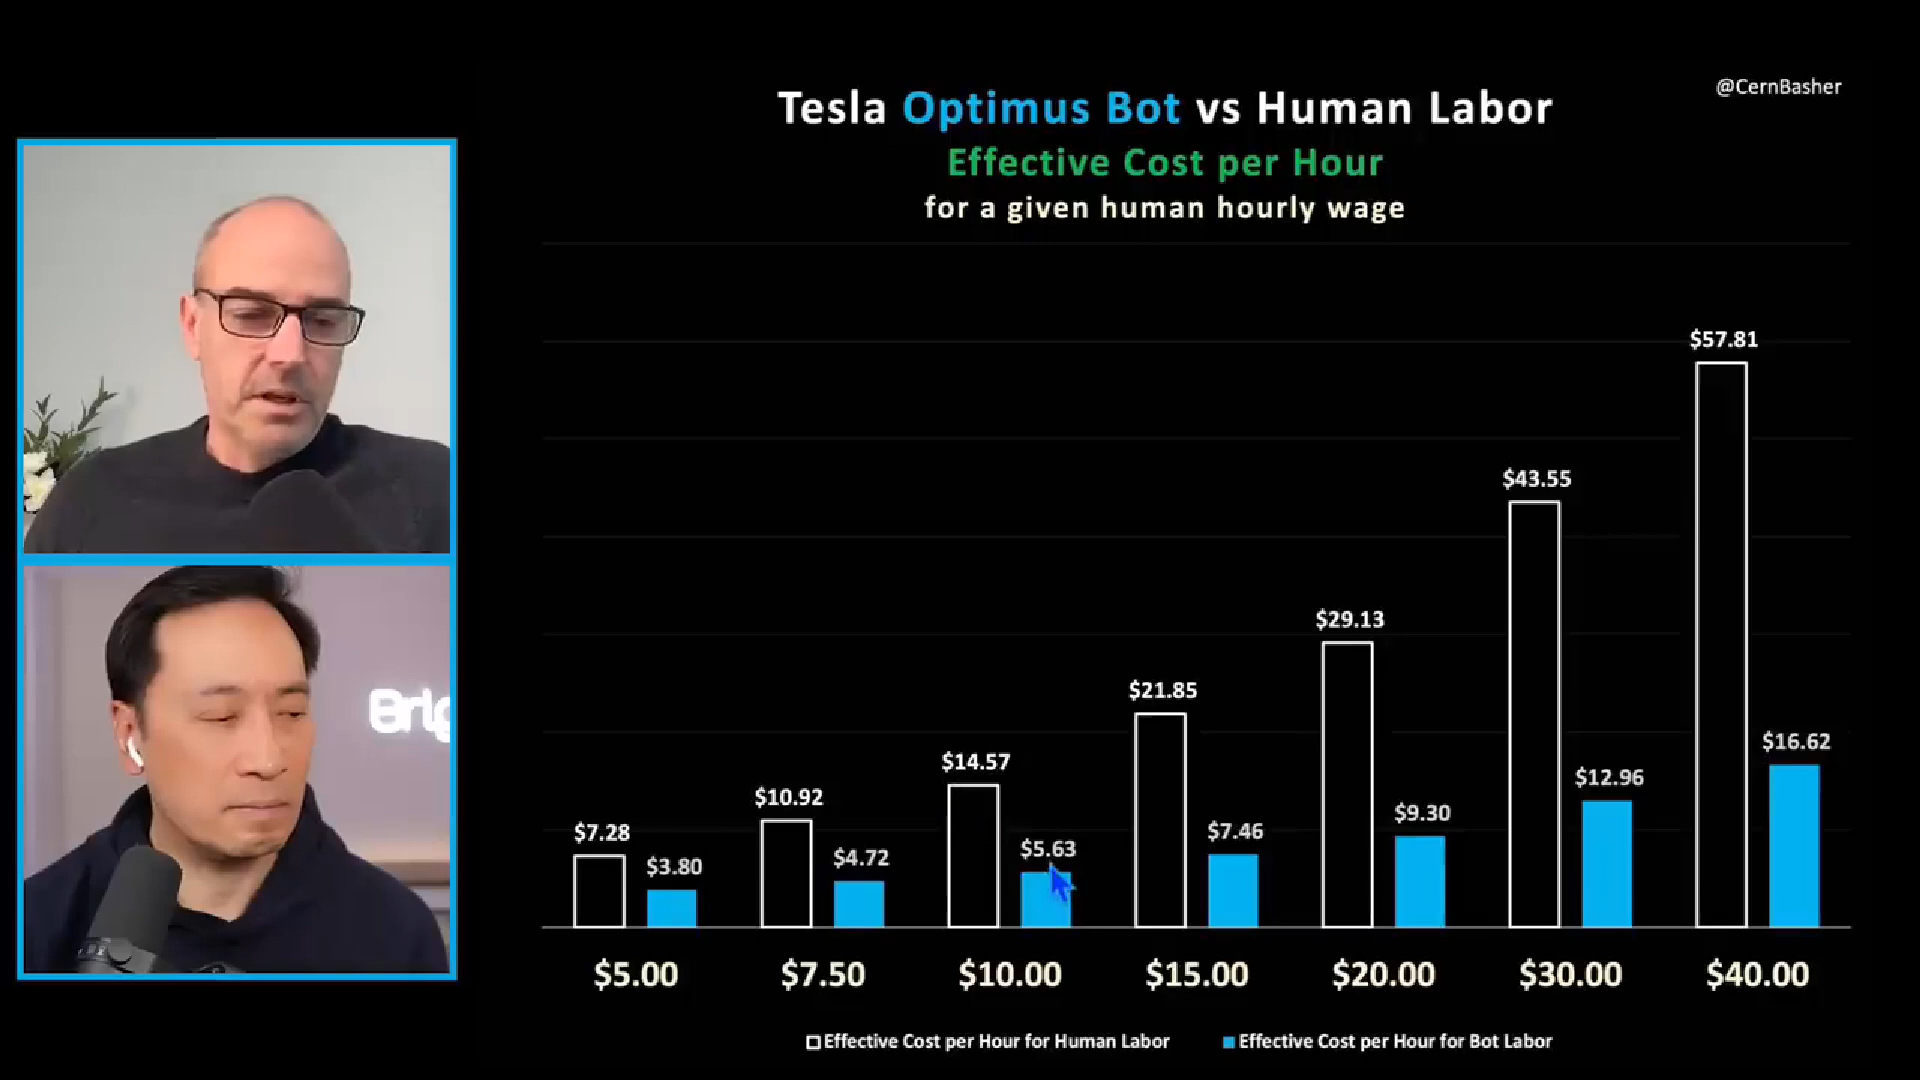 @CernBasher
Tesla Optimus Bot vs Human Labor
Effective Cost per Hour
for a given human hourly wage
$57.81
$43.55
$29.13
$21.85
$14.57
$10.92
$7.28
$16.62
$12.96
$9.30
$7.46
$5.63
$4.72
$3.80
$5.00 $7.50 $10.00 $15.00 $20.00 $30.00 $40.00
Effective Cost per Hour for Human Labor Effective Cost per Hour for Bot Labor